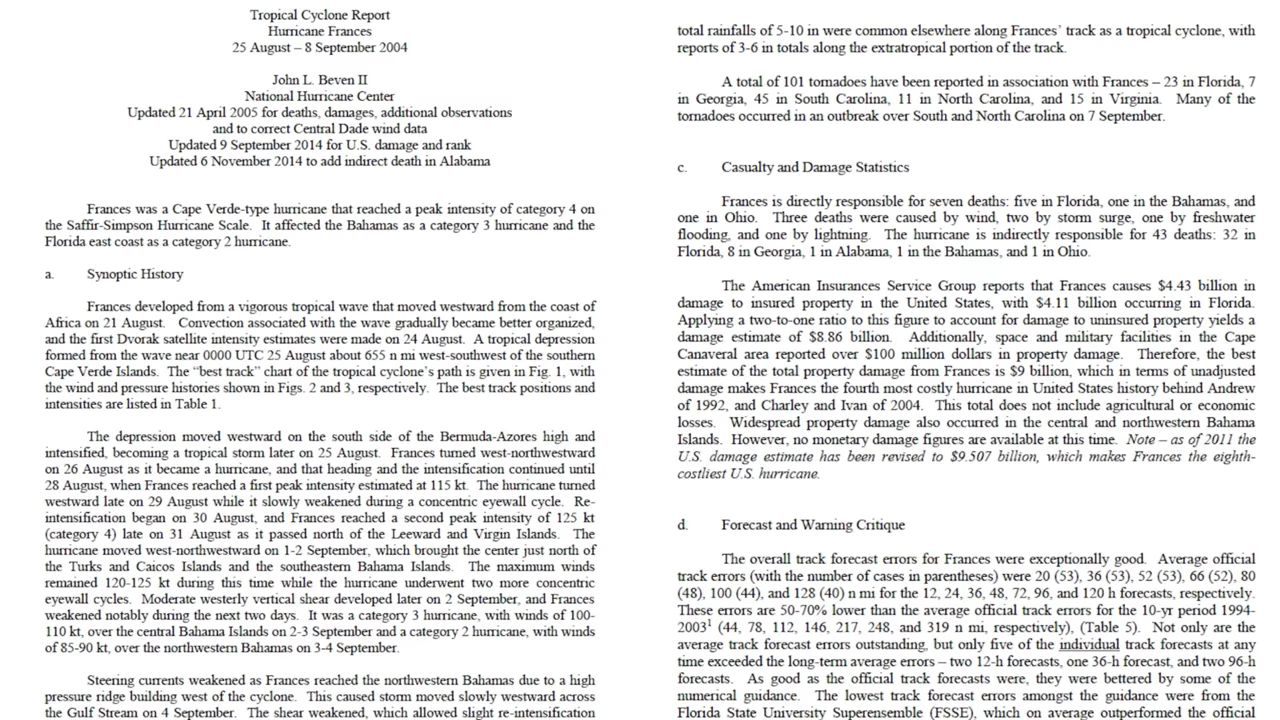 Tropical Cyclone Report
Hurricane Frances
25 August – 8 September 2004
John L. Beven II
National Hurricane Center
Updated 21 April 2005 for deaths, damages, additional observations
and to correct Central Dade wind data
Updated 9 September 2014 for U.S. damage and rank
Updated 6 November 2014 to add indirect death in Alabama
Frances was a Cape Verde-type hurricane that reached a peak intensity of category 4 on
the Saffir-Simpson Hurricane Scale. It affected the Bahamas as a category 3 hurricane and the
Florida east coast as a category 2 hurricane.
a. Synoptic History
Frances developed from a vigorous tropical wave that moved westward from the coast of
Africa on 21 August. Convection associated with the wave gradually became better organized,
and the first Dvorak satellite intensity estimates were made on 24 August. A tropical depression
formed from the wave near 0000 UTC 25 August about 655 n mi west-southwest of the southern
Cape Verde Islands. The “best track” chart of the tropical cyclone’s path is given in Fig. 1, with
the wind and pressure histories shown in Figs. 2 and 3, respectively. The best track positions and
intensities are listed in Table 1.
The depression moved westward on the south side of the Bermuda-Azores high and
intensified, becoming a tropical storm later on 25 August. Frances turned west-northwestward
on 26 August as it became a hurricane, and that heading and the intensification continued until
28 August, when Frances reached a first peak intensity estimated at 115 kt. The hurricane turned
westward late on 29 August while it slowly weakened during a concentric eyewall cycle. Re-
intensification began on 30 August, and Frances reached a second peak intensity of 125 kt
(category 4) late on 31 August as it passed north of the Leeward and Virgin Islands. The
hurricane moved west-northwestward on 1-2 September, which brought the center just north of
the Turks and Caicos Islands and the southeastern Bahama Islands. The maximum winds
remained 120-125 kt during this time while the hurricane underwent two more concentric
eyewall cycles. Moderate westerly vertical shear developed later on 2 September, and Frances
weakened notably during the next two days. It was a category 3 hurricane, with winds of 100-
110 kt, over the central Bahama Islands on 2-3 September and a category 2 hurricane, with winds
of 85-90 kt, over the northwestern Bahamas on 3-4 September.
Steering currents weakened as Frances reached the northwestern Bahamas due to a high
pressure ridge building west of the cyclone. This caused storm moved slowly westward across
the Gulf Stream on 4 September. The shear weakened, which allowed slight re-intensification
total rainfalls of 5-10 in were common elsewhere along Frances’ track as a tropical cyclone, with
reports of 3-6 in totals along the extratropical portion of the track.
A total of 101 tornadoes have been reported in association with Frances – 23 in Florida, 7
in Georgia, 45 in South Carolina, 11 in North Carolina, and 15 in Virginia. Many of the
tornadoes occurred in an outbreak over South and North Carolina on 7 September.
c. Casualty and Damage Statistics
Frances is directly responsible for seven deaths: five in Florida, one in the Bahamas, and
one in Ohio. Three deaths were caused by wind, two by storm surge, one by freshwater
flooding, and one by lightning. The hurricane is indirectly responsible for 43 deaths: 32 in
Florida, 8 in Georgia, 1 in Alabama, 1 in the Bahamas, and 1 in Ohio.
The American Insurances Service Group reports that Frances causes $4.43 billion in
damage to insured property in the United States, with $4.11 billion occurring in Florida.
Applying a two-to-one ratio to this figure to account for damage to uninsured property yields a
damage estimate of $8.86 billion. Additionally, space and military facilities in the Cape
Canaveral area reported over $100 million dollars in property damage. Therefore, the best
estimate of the total property damage from Frances is $9 billion, which in terms of unadjusted
damage makes Frances the fourth most costly hurricane in United States history behind Andrew
of 1992, and Charley and Ivan of 2004. This total does not include agricultural or economic
losses. Widespread property damage also occurred in the central and northwestern Bahama
Islands. However, no monetary damage figures are available at this time. Note – as of 2011 the
U.S. damage estimate has been revised to $9.507 billion, which makes Frances the eighth-
costliest U.S. hurricane.
d. Forecast and Warning Critique
The overall track forecast errors for Frances were exceptionally good. Average official
track errors (with the number of cases in parentheses) were 20 (53), 36 (53), 52 (53), 66 (52), 80
(48), 100 (44), and 128 (40) n mi for the 12, 24, 36, 48, 72, 96, and 120 h forecasts, respectively.
These errors are 50-70% lower than the average official track errors for the 10-yr period 1994-
2003¹ (44, 78, 112, 146, 217, 248, and 319 n mi, respectively), (Table 5). Not only are the
average track forecast errors outstanding, but only five of the individual track forecasts at any
time exceeded the long-term average errors – two 12-h forecasts, one 36-h forecast, and two 96-h
forecasts. As good as the official track forecasts were, they were bettered by some of the
numerical guidance. The lowest track forecast errors amongst the guidance were from the
Florida State University Superensemble (FSSE), which on average outperformed the official